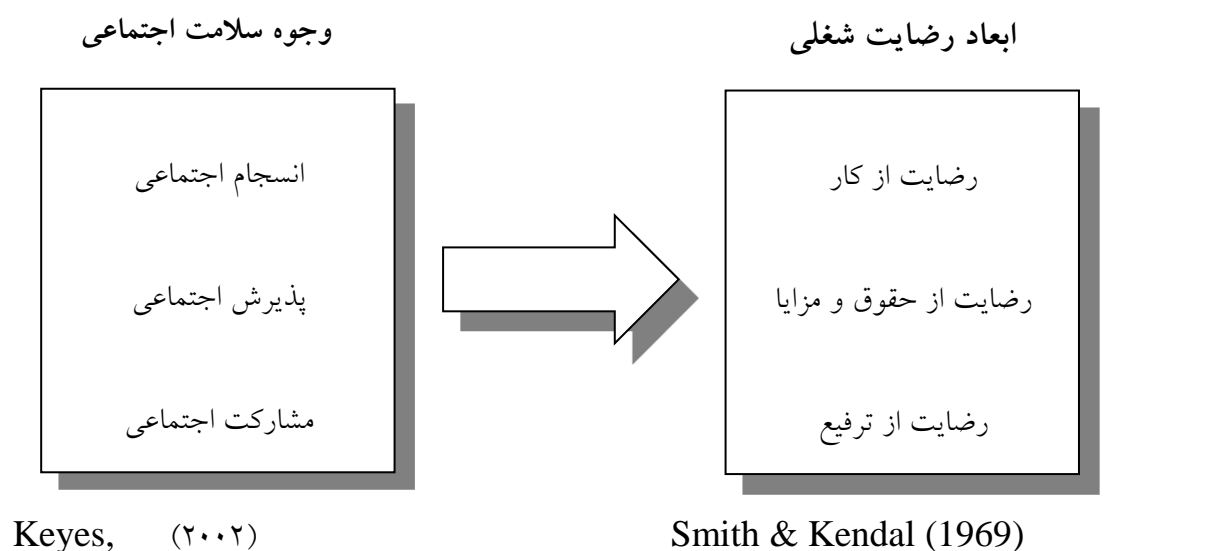 ابعاد رضایت شغلی
رضایت از کار
رضایت از حقوق و مزایا
رضایت از ترفیع
Smith & Kendal (1969)
وجوه سلامت اجتماعی
انسجام اجتماعی
پذیرش اجتماعی
مشارکت اجتماعی
Keyes, (۲۰۰۲)